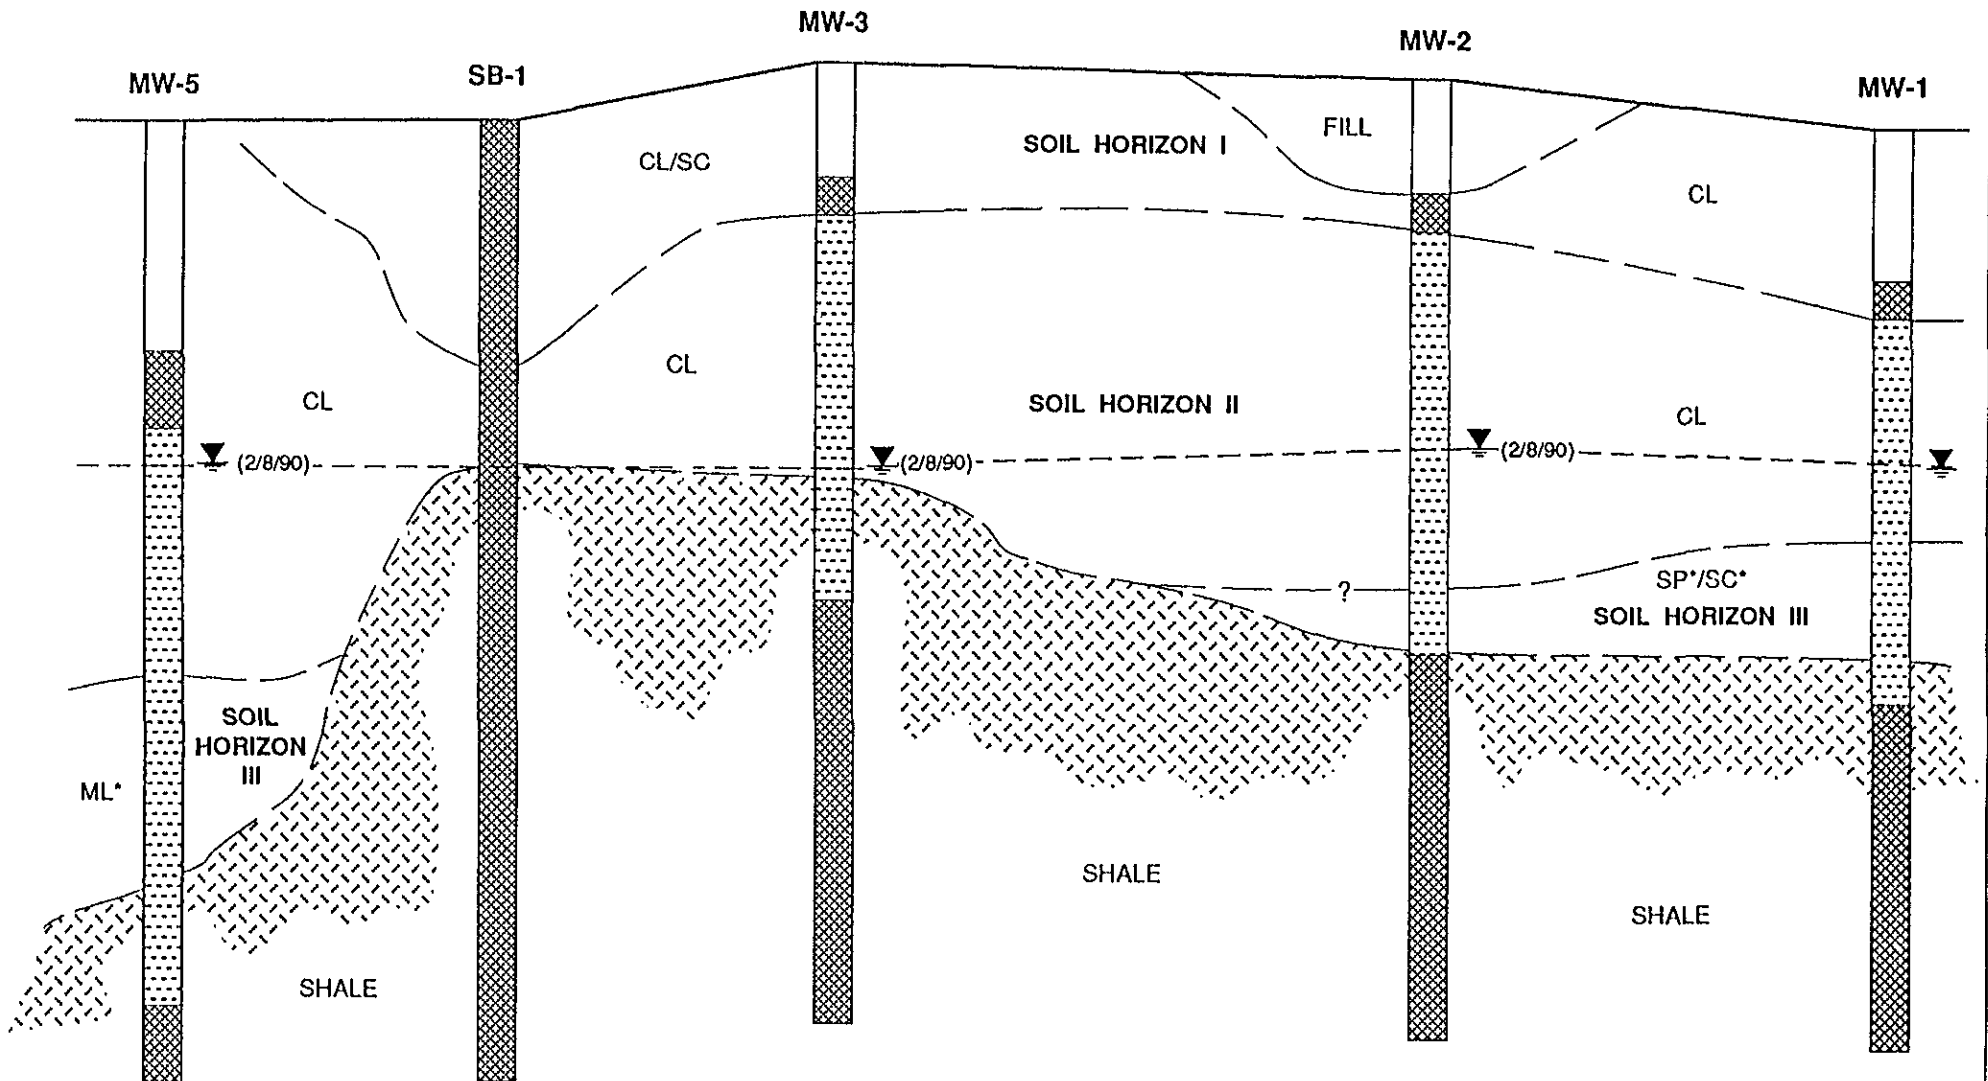 MW-3
MW-2
MW-5
SB-1
MW-1
FILL
SOIL HORIZON I
CL/SC
CL
CL
CL
SOIL HORIZON II
CL
(2/8/90)
(2/8/90)
(2/8/90)
?
SP*/SC*
SOIL HORIZON III
SOIL
HORIZON
III
ML*
SHALE
SHALE
SHALE